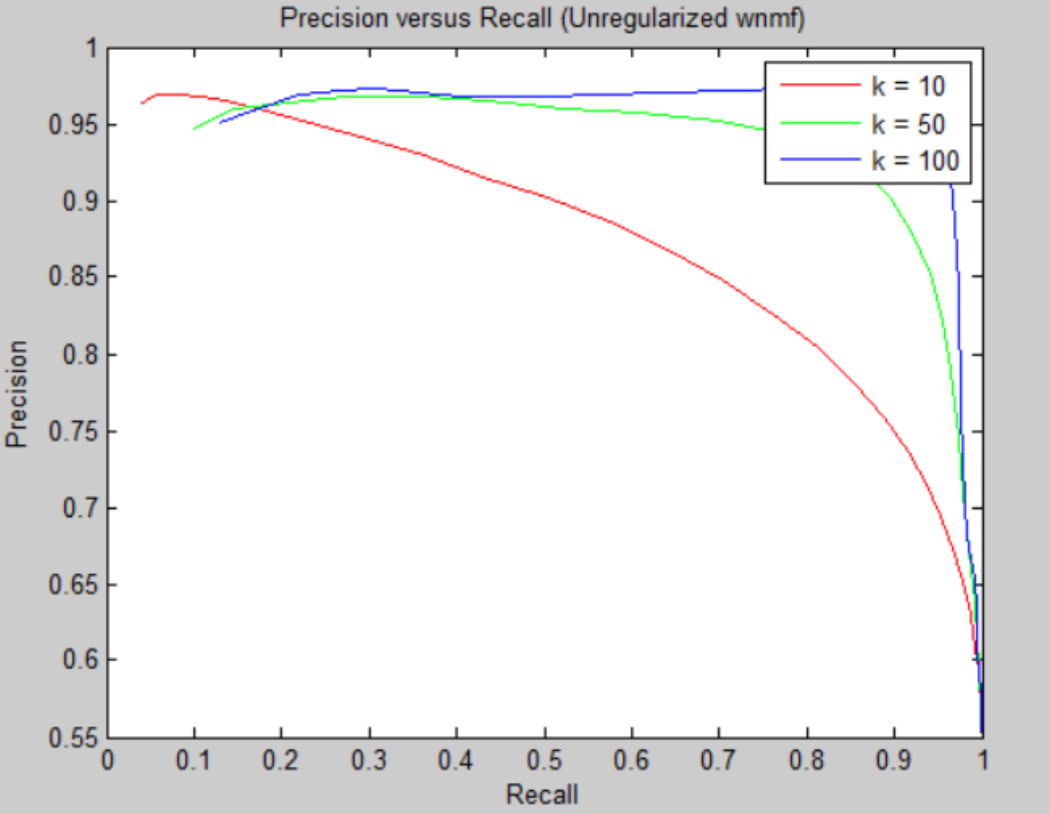 Precision versus Recall (Unregularized wnmf)
1
0.95
0.9
0.85
0.8
0.75
0.7
0.65
0.6
0.55
Precision
k = 10
k = 50
k = 100
0 0.1 0.2 0.3 0.4 0.5 0.6 0.7 0.8 0.9 1
Recall